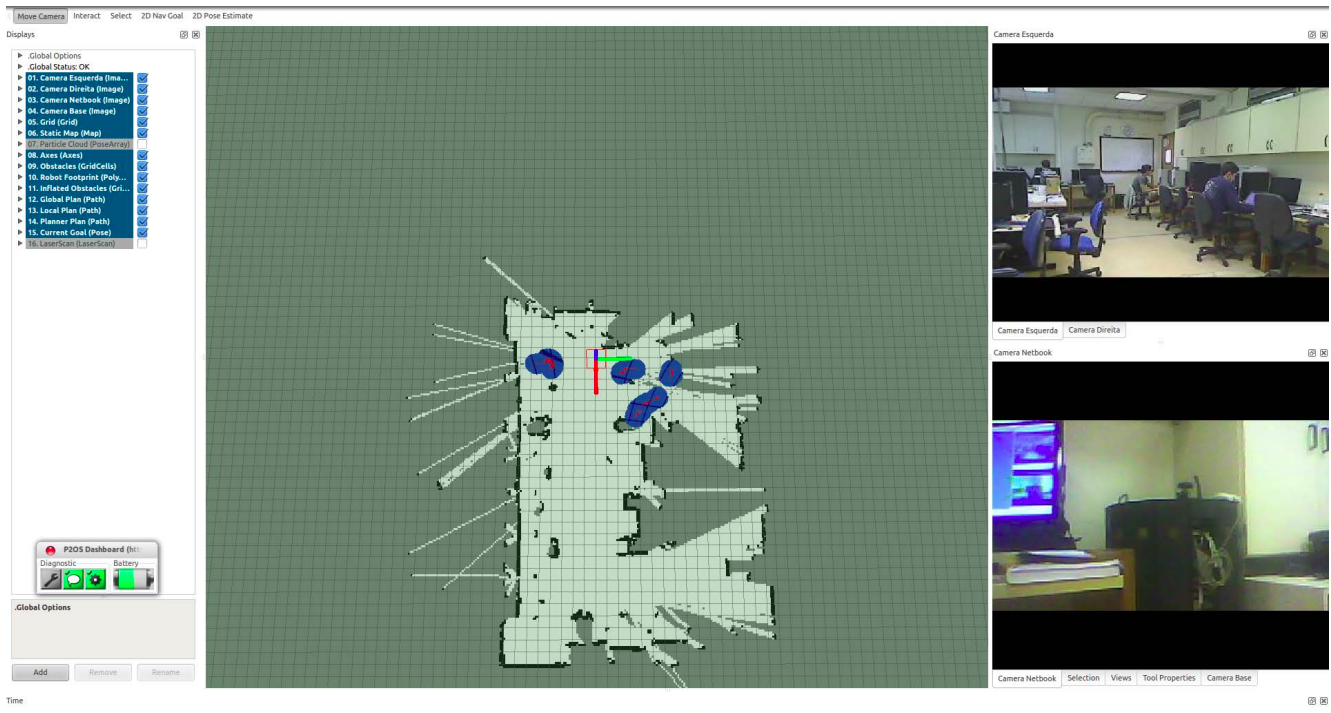 Move Camera Interact Select 2D Nav Goal 2D Pose Estimate
Displays
.Global Options
.Global Status: OK
01. Camera Esquerda (Ima...
02. Camera Direita (Image)
03. Camera Netbook (Image)
04. Camera Base (Image)
05. Grid (Grid)
06. Static Map (Map)
07. Particle Cloud (PoseArray)
08. Axes (Axes)
09. Obstacles (GridCells)
10. Robot Footprint (Poly...
11. Inflated Obstacles (Gri...
12. Global Plan (Path)
13. Local Plan (Path)
14. Planner Plan (Path)
15. Current Goal (Pose)
16. LaserScan (LaserScan)
P2OS Dashboard (htt
Diagnostic Battery
.Global Options
Add Remove Rename
Time
Camera Esquerda
Camera Esquerda Camera Direita
Camera Netbook
Camera Netbook Selection Views Tool Properties Camera Base